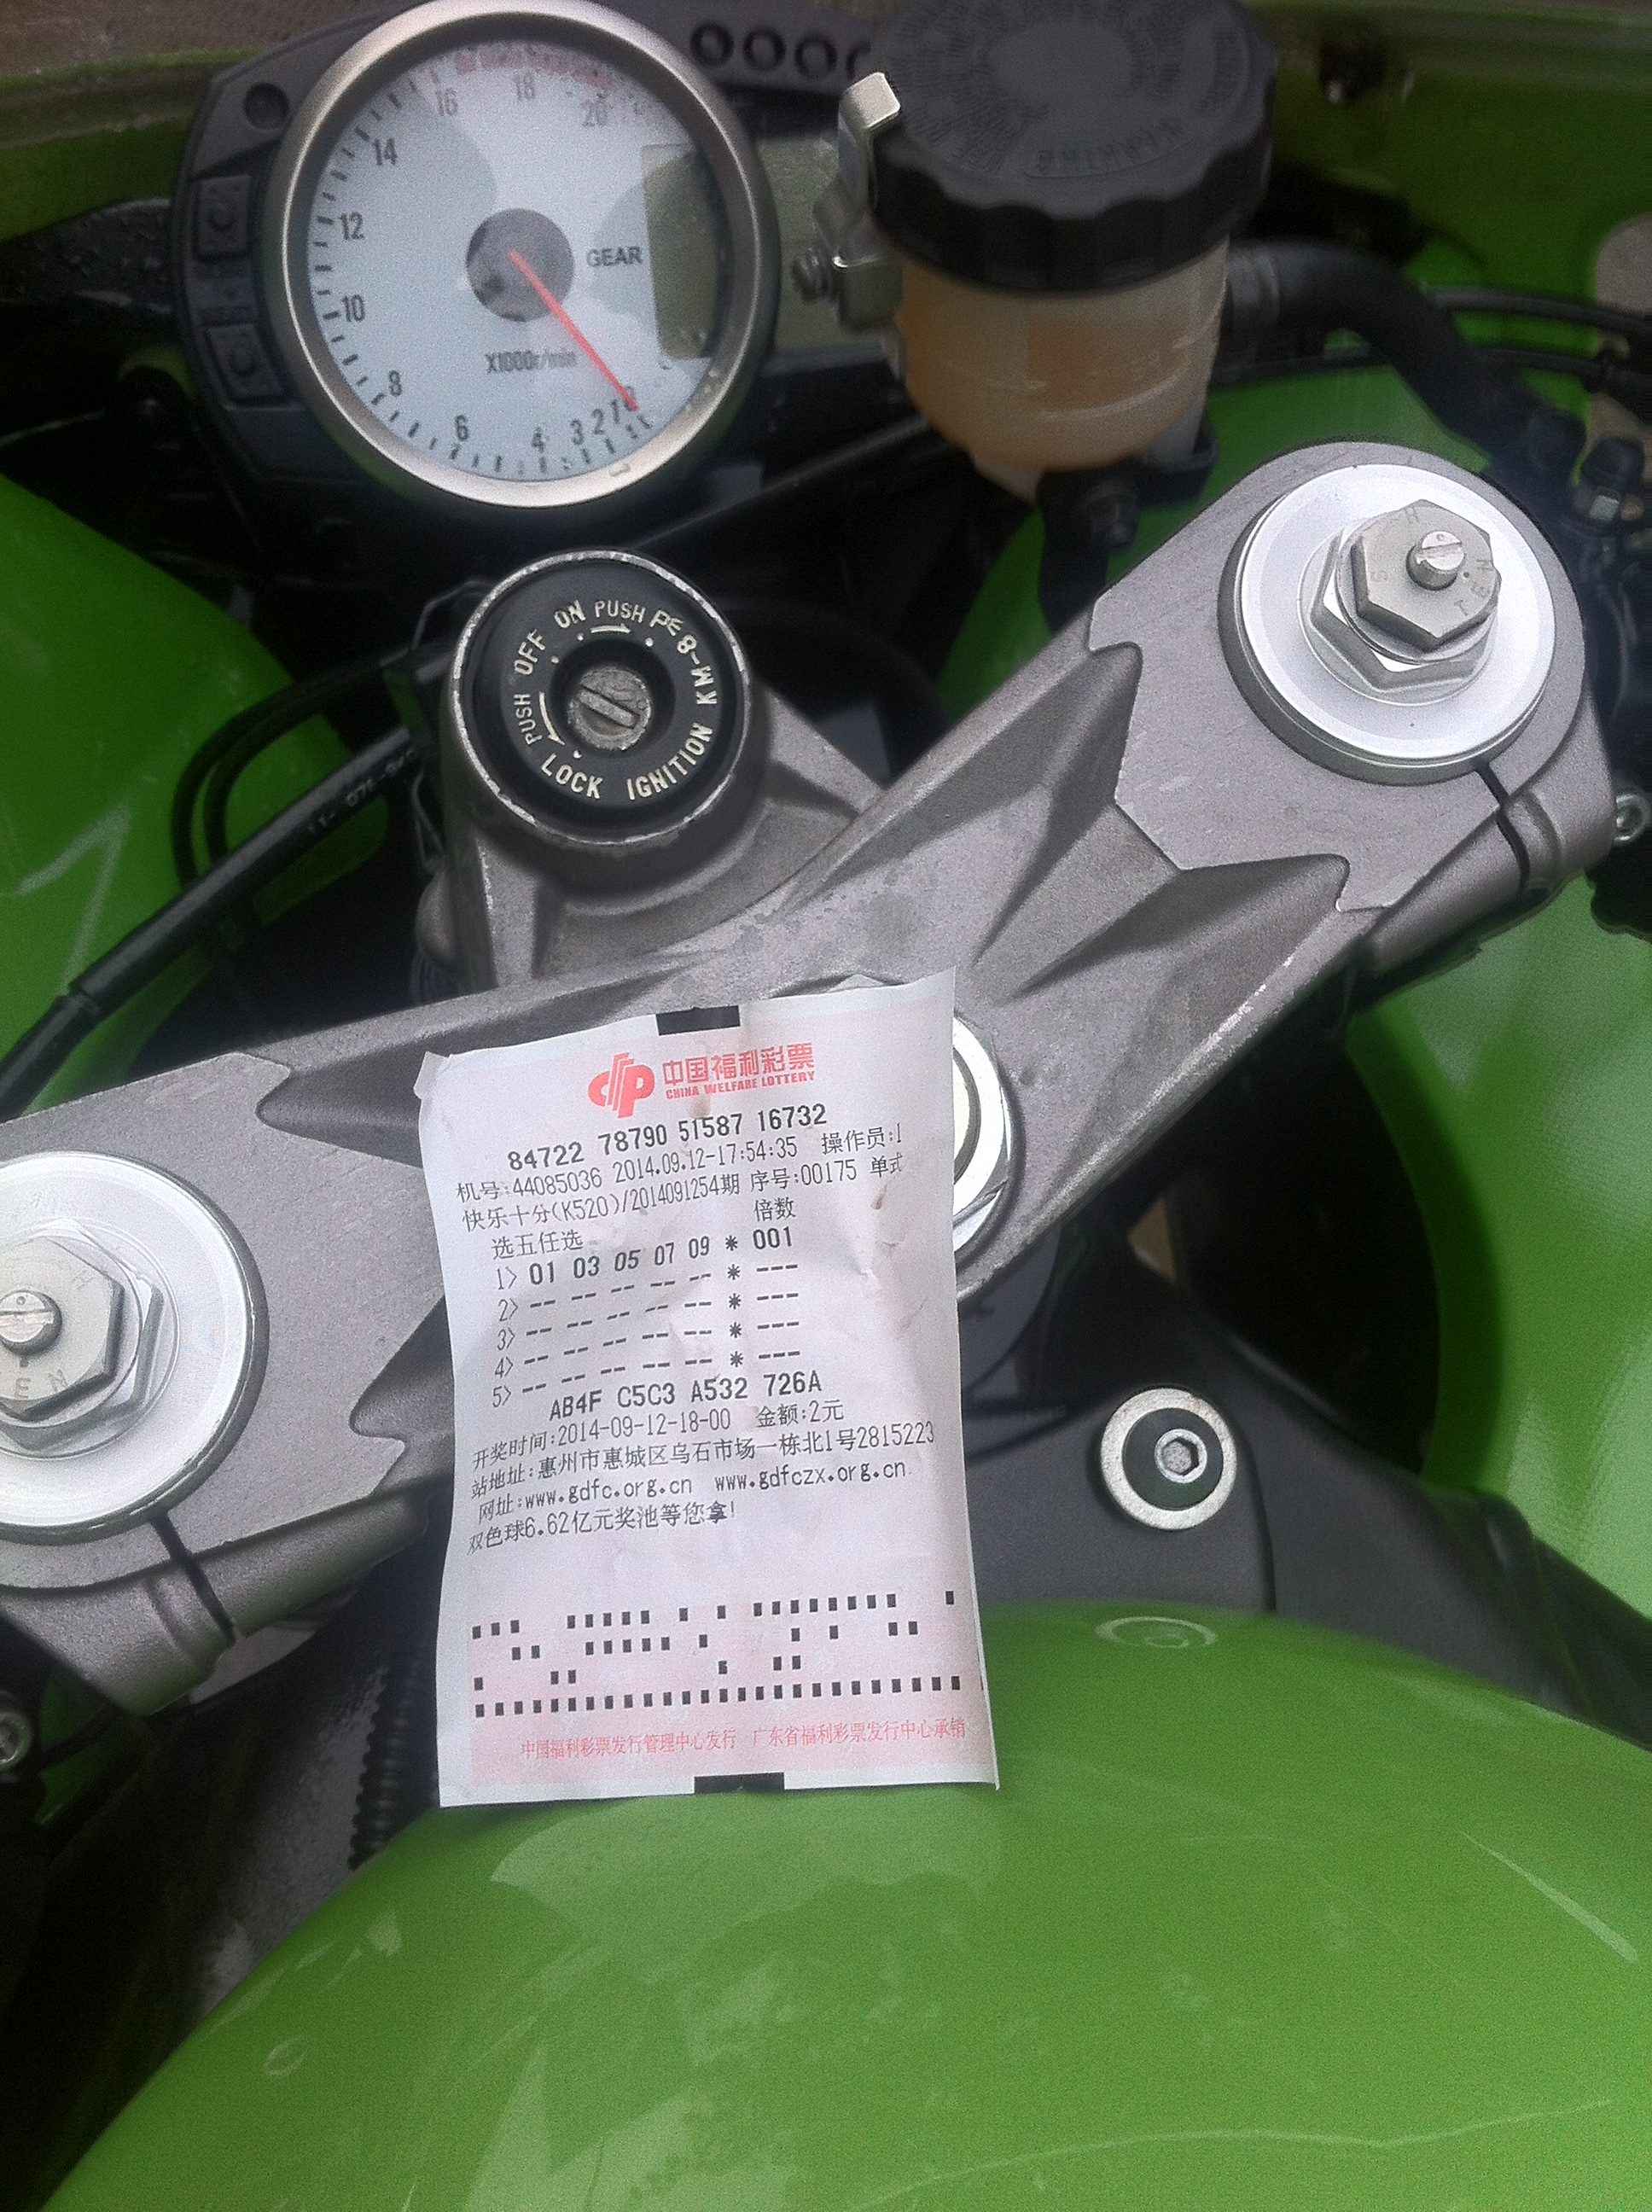 16 18 20
14
12
GEAR
10
X1000r/min
8
6 4 3 2 1 0
ON PUSH
OFF
PUSH
LOCK IGNITION KM-8
中国福利彩票
CHINA WELFARE LOTTERY
84722 78790 51587 16732
机号:44085036 2014.09.12-17:54:35 操作员:1
快乐十分(K520)/2014091254期 序号:00175 单式
选五任选 倍数
1> 01 03 05 07 09 * 001
2> -- -- -- -- -- * ---
3> -- -- -- -- -- * ---
4> -- -- -- -- -- * ---
5> -- -- -- -- -- * ---
AB4F C5C3 A532 726A
开奖时间:2014-09-12-18-00 金额:2元
站地址:惠州市惠城区乌石市场一栋北1号2815223
网址:www.gdfc.org.cn www.gdfczx.org.cn
双色球6.62亿元奖池等您拿!
中国福利彩票发行管理中心发行 广东省福利彩票发行中心承销